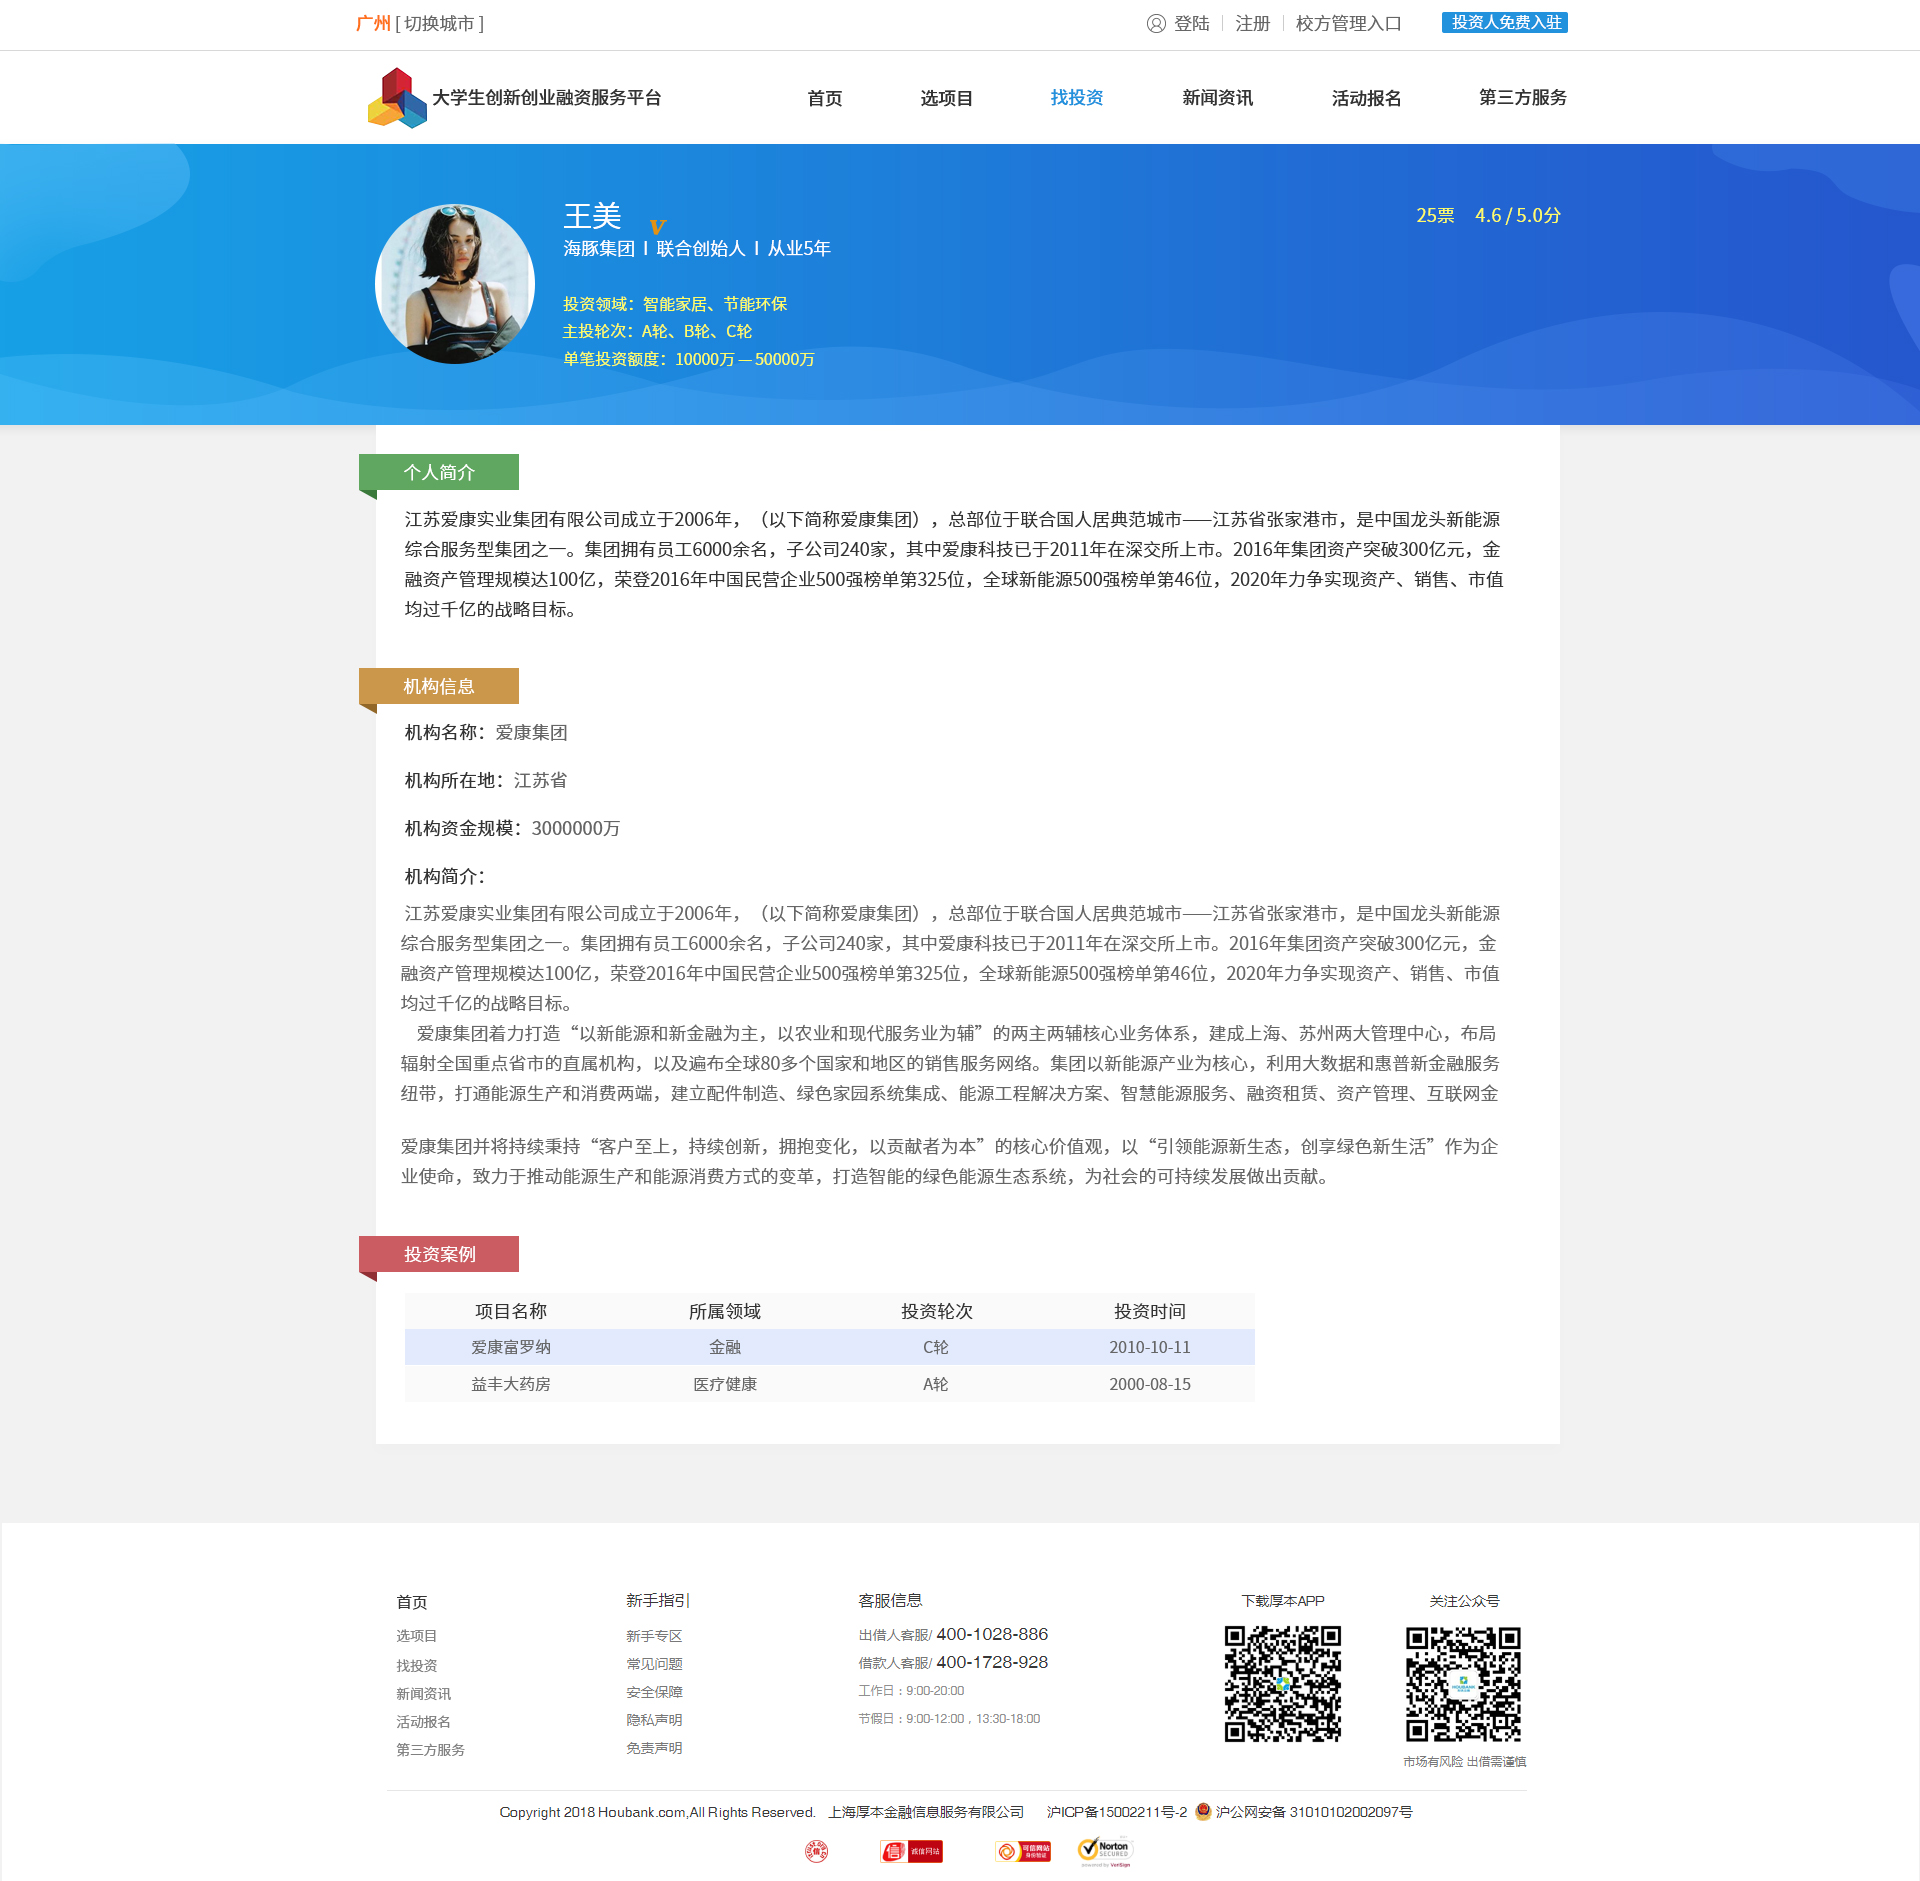 广州 [ 切换城市 ]
登陆 注册 校方管理入口 投资人免费入驻
大学生创新创业融资服务平台 首页 选项目 找投资 新闻资讯 活动报名 第三方服务
王美 V
25票 4.6 / 5.0分
海豚集团 I 联合创始人 I 从业5年
投资领域：智能家居、节能环保
主投轮次：A轮、B轮、C轮
单笔投资额度：10000万 — 50000万
个人简介
江苏爱康实业集团有限公司成立于2006年，（以下简称爱康集团），总部位于联合国人居典范城市——江苏省张家港市，是中国龙头新能源
综合服务型集团之一。集团拥有员工6000余名，子公司240家，其中爱康科技已于2011年在深交所上市。2016年集团资产突破300亿元，金
融资产管理规模达100亿，荣登2016年中国民营企业500强榜单第325位，全球新能源500强榜单第46位，2020年力争实现资产、销售、市值
均过千亿的战略目标。
机构信息
机构名称：爱康集团
机构所在地：江苏省
机构资金规模：3000000万
机构简介：
江苏爱康实业集团有限公司成立于2006年，（以下简称爱康集团），总部位于联合国人居典范城市——江苏省张家港市，是中国龙头新能源
综合服务型集团之一。集团拥有员工6000余名，子公司240家，其中爱康科技已于2011年在深交所上市。2016年集团资产突破300亿元，金
融资产管理规模达100亿，荣登2016年中国民营企业500强榜单第325位，全球新能源500强榜单第46位，2020年力争实现资产、销售、市值
均过千亿的战略目标。
爱康集团着力打造“以新能源和新金融为主，以农业和现代服务业为辅”的两主两辅核心业务体系，建成上海、苏州两大管理中心，布局
辐射全国重点省市的直属机构，以及遍布全球80多个国家和地区的销售服务网络。集团以新能源产业为核心，利用大数据和惠普新金融服务
纽带，打通能源生产和消费两端，建立配件制造、绿色家园系统集成、能源工程解决方案、智慧能源服务、融资租赁、资产管理、互联网金
爱康集团并将持续秉持“客户至上，持续创新，拥抱变化，以贡献者为本”的核心价值观，以“引领能源新生态，创享绿色新生活”作为企
业使命，致力于推动能源生产和能源消费方式的变革，打造智能的绿色能源生态系统，为社会的可持续发展做出贡献。
投资案例
项目名称 所属领域 投资轮次 投资时间
爱康富罗纳 金融 C轮 2010-10-11
益丰大药房 医疗健康 A轮 2000-08-15
首页
选项目
找投资
新闻资讯
活动报名
第三方服务
新手指引
新手专区
常见问题
安全保障
隐私声明
免责声明
客服信息
出借人客服/ 400-1028-886
借款人客服/ 400-1728-928
工作日：9:00-20:00
节假日：9:00-12:00，13:30-18:00
下载厚本APP
关注公众号
HOUBANK
市场有风险 出借需谨慎
Copyright 2018 Houbank.com,All Rights Reserved. 上海厚本金融信息服务有限公司 沪ICP备15002211号-2 沪公网安备 31010102002097号
信
信 诚信网站
可信网站
身份验证
Norton
SECURED
powered by VeriSign